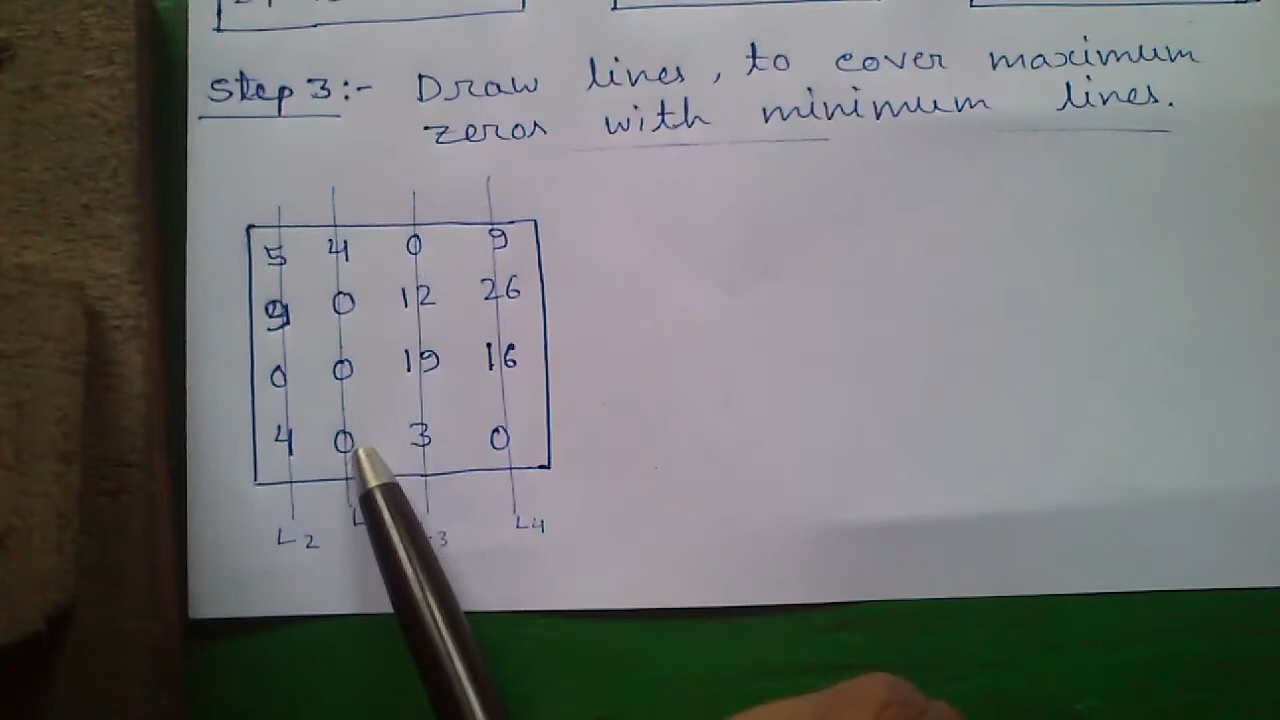 Step 3:- Draw lines, to cover maximum
zeros with minimum lines.
5 4 0 9
9 0 12 26
0 0 19 16
4 0 3 0
L2 L 3 L4